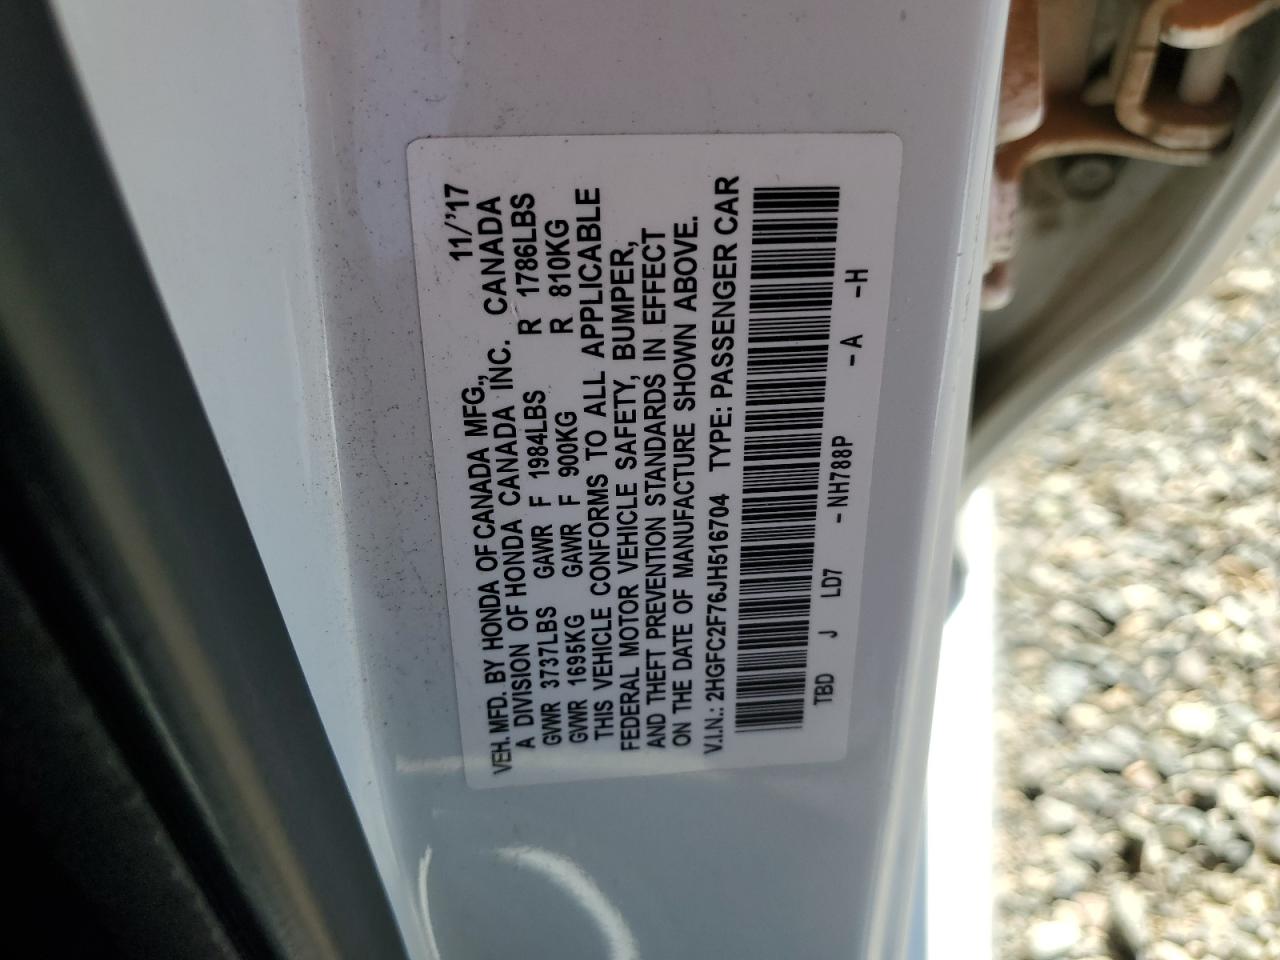 11/'17
VEH. MFD. BY HONDA OF CANADA MFG.,
A DIVISION OF HONDA CANADA INC. CANADA
GVWR 3737LBS GAWR F 1984LBS R 1786LBS
GWVR 1695KG GAWR F 900KG R 810KG
THIS VEHICLE CONFORMS TO ALL APPLICABLE
FEDERAL MOTOR VEHICLE SAFETY, BUMPER,
AND THEFT PREVENTION STANDARDS IN EFFECT
ON THE DATE OF MANUFACTURE SHOWN ABOVE.
V.I.N.: 2HGFC2F76JH516704 TYPE: PASSENGER CAR
TBD J LD7 - NH788P - A - H